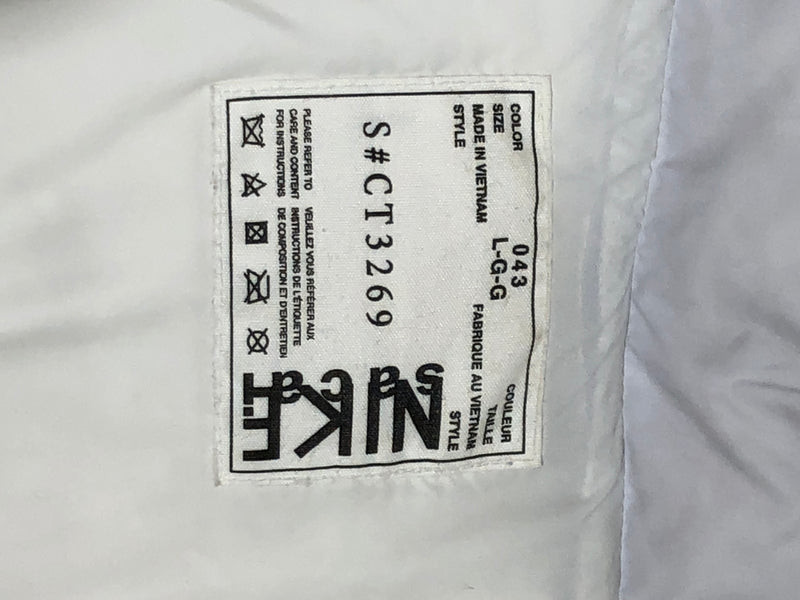 COLOR 043 COULEUR
SIZE L-G-G TAILLE
MADE IN VIETNAM FABRIQUE AU VIETNAM
STYLE STYLE
S#CT3269
PLEASE REFER TO
CARE AND CONTENT
FOR INSTRUCTIONS
VEUILLEZ VOUS RÉFÉRER AUX
INSTRUCTIONS DE L'ÉTIQUETTE
DE COMPOSITION ET D'ENTRETIEN
NIKE
sacai